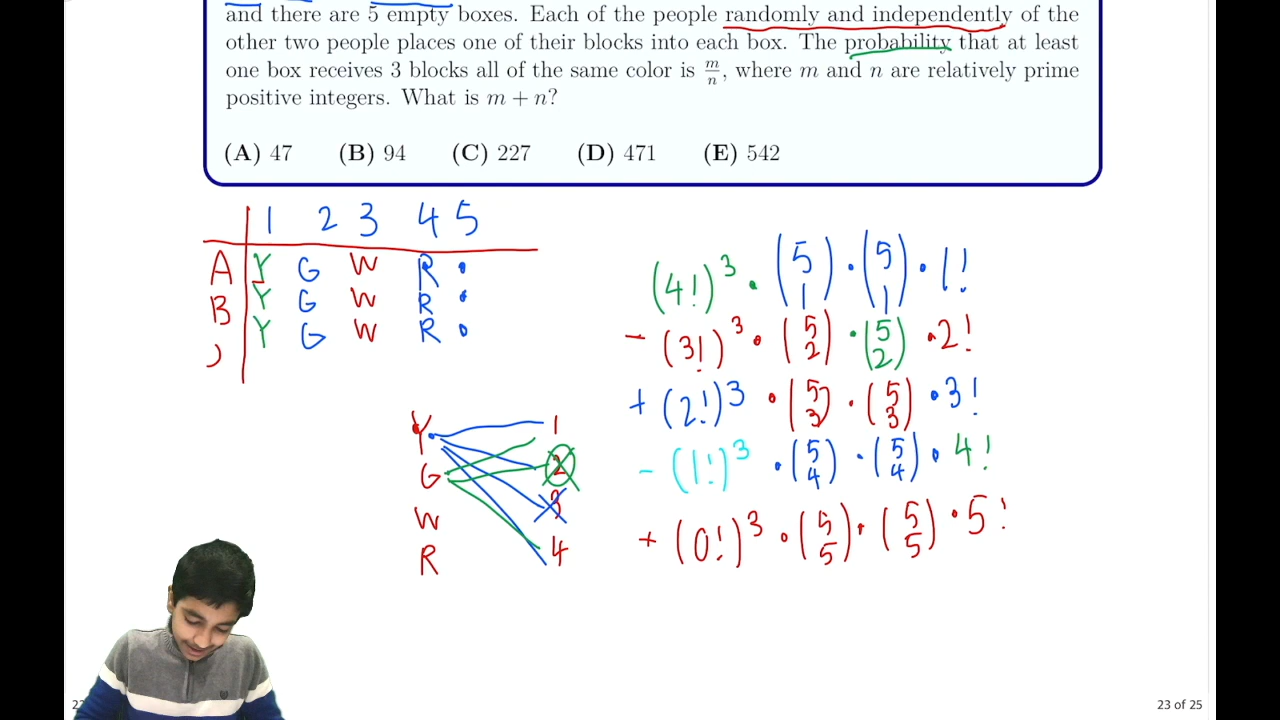 and there are 5 empty boxes. Each of the people randomly and independently of the
other two people places one of their blocks into each box. The probability that at least
one box receives 3 blocks all of the same color is m/n, where m and n are relatively prime
positive integers. What is m + n?
(A) 47 (B) 94 (C) 227 (D) 471 (E) 542
1 2 3 4 5
A Y G W R •
B Y G W R •
Y G W R •
(4!)^3 • (5 1) • (5 1) • 1!
- (3!)^3 • (5 2) • (5 2) • 2!
+ (2!)^3 • (5 3) • (5 3) • 3!
- (1!)^3 • (5 4) • (5 4) • 4!
+ (0!)^3 • (5 5) • (5 5) • 5!
Y 1
G 2
W 3
R 4
23 of 25